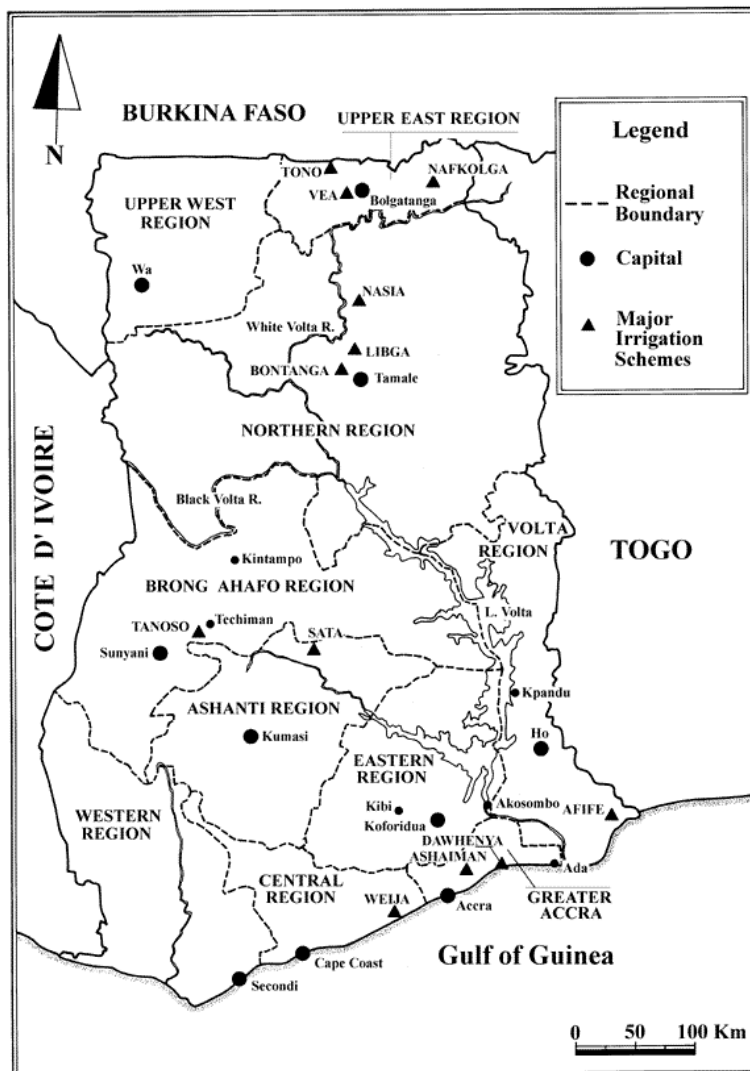 BURKINA FASO
UPPER EAST REGION
N
TONO
NAFKOLGA
VEA
Bolgatanga
UPPER WEST
REGION
Wa
NASIA
White Volta R.
LIBGA
BONTANGA
Tamale
NORTHERN REGION
COTE D' IVOIRE
Black Volta R.
VOLTA
REGION
TOGO
Kintampo
BRONG AHAFO REGION
L. Volta
TANOSO
Techiman
SATA
Sunyani
Kpandu
ASHANTI REGION
Kumasi
Ho
EASTERN
REGION
Akosombo
AFIFE
WESTERN
REGION
Kibi
Koforidua
DAWHENYA
ASHAIMAN
Ada
CENTRAL
REGION
WEIJA
Accra
GREATER
ACCRA
Cape Coast
Gulf of Guinea
Secondi
Legend
Regional
Boundary
Capital
Major
Irrigation
Schemes
0 50 100 Km